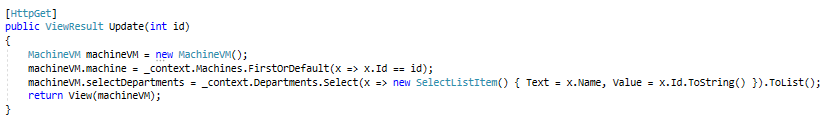 [HttpGet]
public ViewResult Update(int id)
{
MachineVM machineVM = new MachineVM();
machineVM.machine = _context.Machines.FirstOrDefault(x => x.Id == id);
machineVM.selectDepartments = _context.Departments.Select(x => new SelectListItem() { Text = x.Name, Value = x.Id.ToString() }).ToList();
return View(machineVM);
}